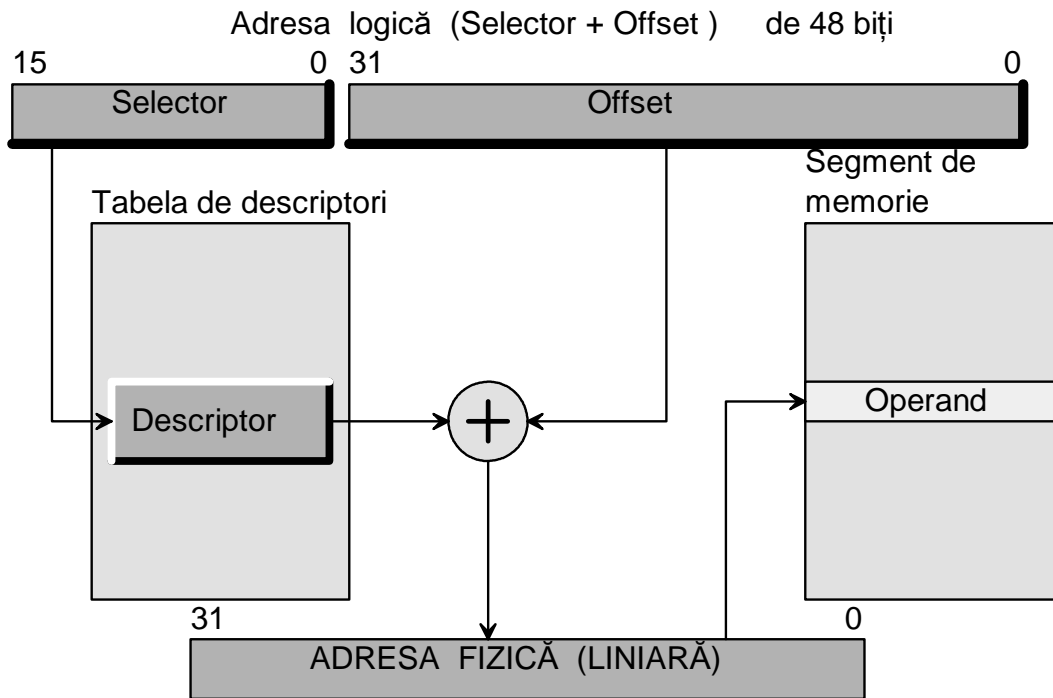 Adresa logică (Selector + Offset ) de 48 biți
15 0 31 0
Selector Offset
Segment de
memorie
Tabela de descriptori
Descriptor
Operand
31 0
ADRESA FIZICĂ (LINIARĂ)